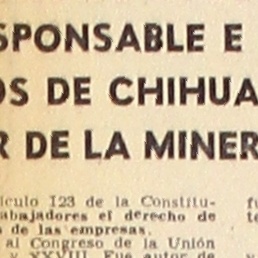 SPONSABLE E
OS DE CHIHUA
R DE LA MINER
ículo 123 de la Constitu-
abajadores el derecho de
s de las empresas.
al Congreso de la Unión
y XXVIII. Fue autor de